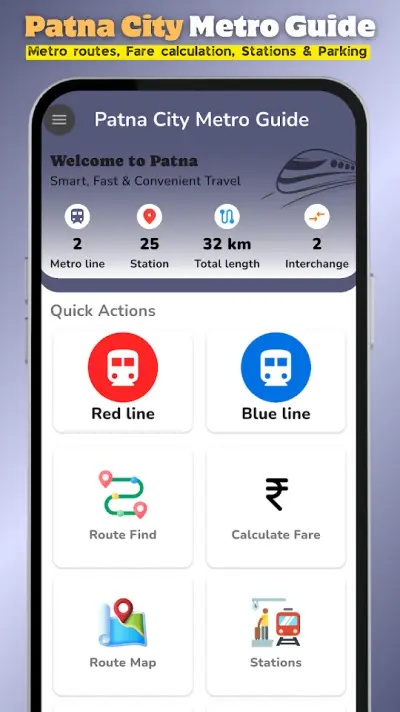 Patna City Metro Guide
Metro routes, Fare calculation, Stations & Parking
Patna City Metro Guide
Welcome to Patna
Smart, Fast & Convenient Travel
2 25 32 km 2
Metro line Station Total length Interchange
Quick Actions
Red line Blue line
₹
Route Find Calculate Fare
Route Map Stations